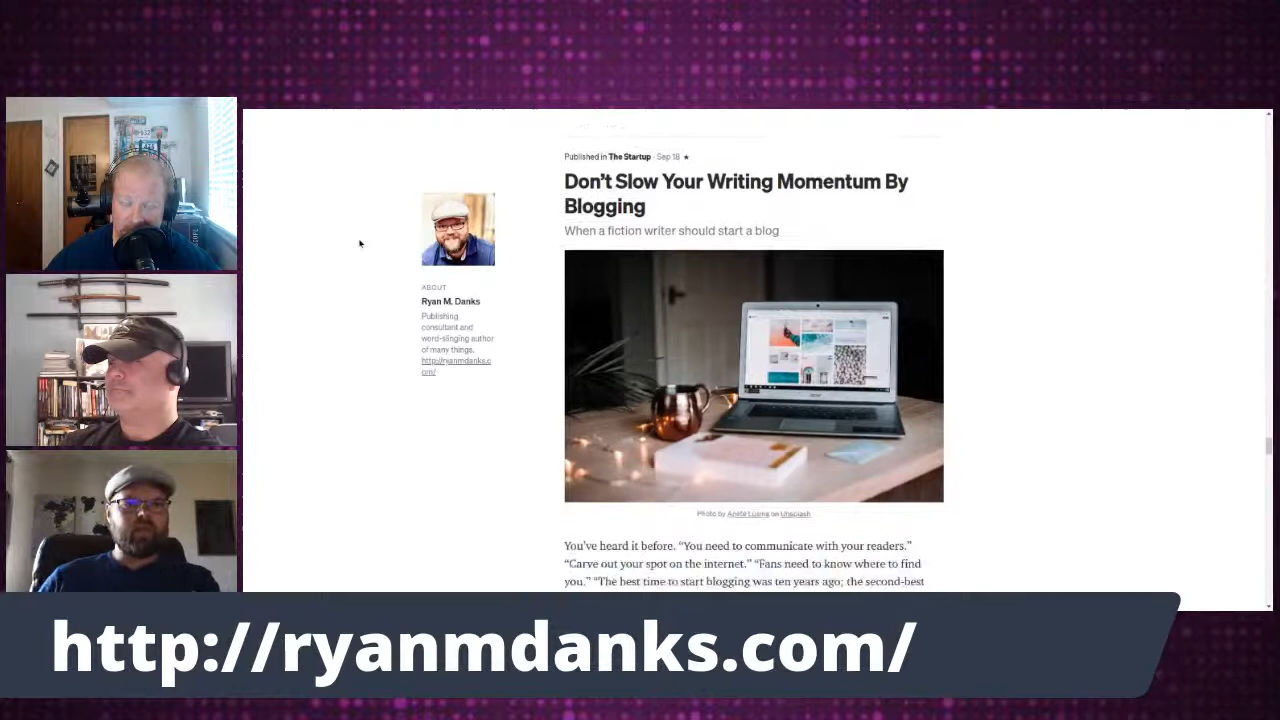 Published in The Startup · Sep 18 ★
Don't Slow Your Writing Momentum By
Blogging
When a fiction writer should start a blog
ABOUT
Ryan M. Danks
Publishing
consultant and
word-slinging author
of many things.
http://ryanmdanks.c
om/
Photo by on Unsplash
You've heard it before. “You need to communicate with your readers.”
“Carve out your spot on the internet.” “Fans need to know where to find
you.” “The best time to start blogging was ten years ago; the second-best
http://ryanmdanks.com/